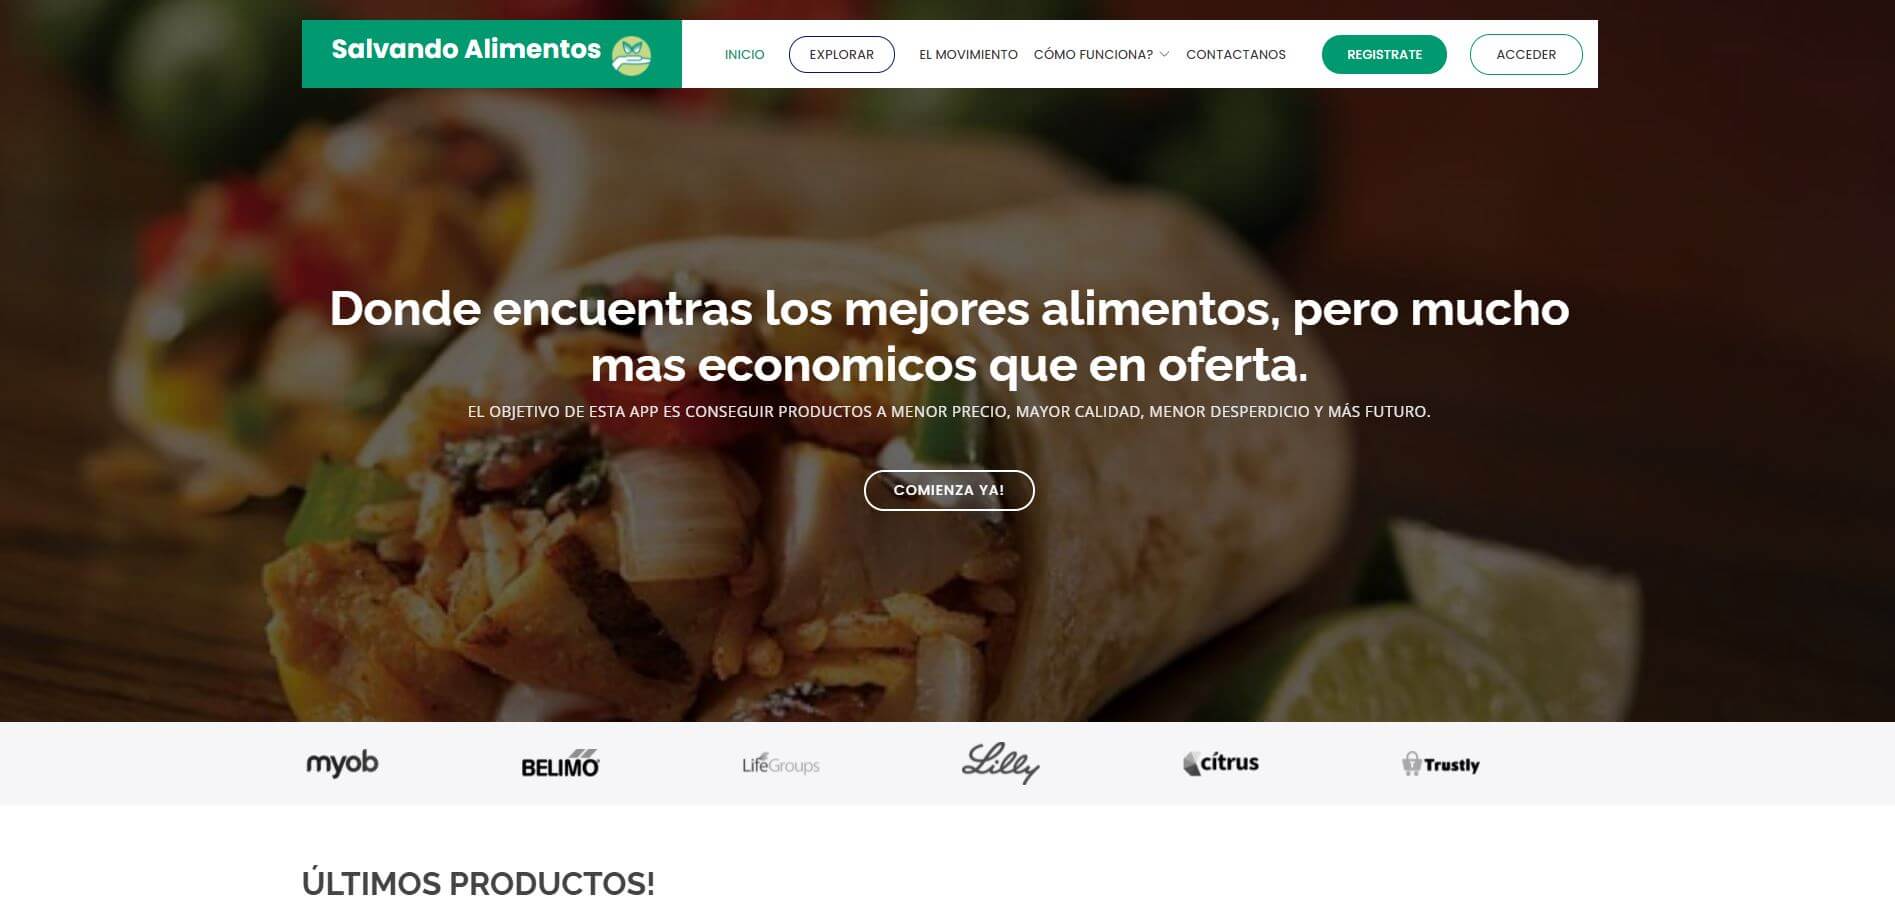 Salvando Alimentos
INICIO
EXPLORAR
EL MOVIMIENTO
CÓMO FUNCIONA?
CONTACTANOS
REGISTRATE
ACCEDER
Donde encuentras los mejores alimentos, pero mucho
mas economicos que en oferta.
EL OBJETIVO DE ESTA APP ES CONSEGUIR PRODUCTOS A MENOR PRECIO, MAYOR CALIDAD, MENOR DESPERDICIO Y MÁS FUTURO.
COMIENZA YA!
myob
BELIMO
LifeGroups
Lilly
cítrus
Trustly
ÚLTIMOS PRODUCTOS!